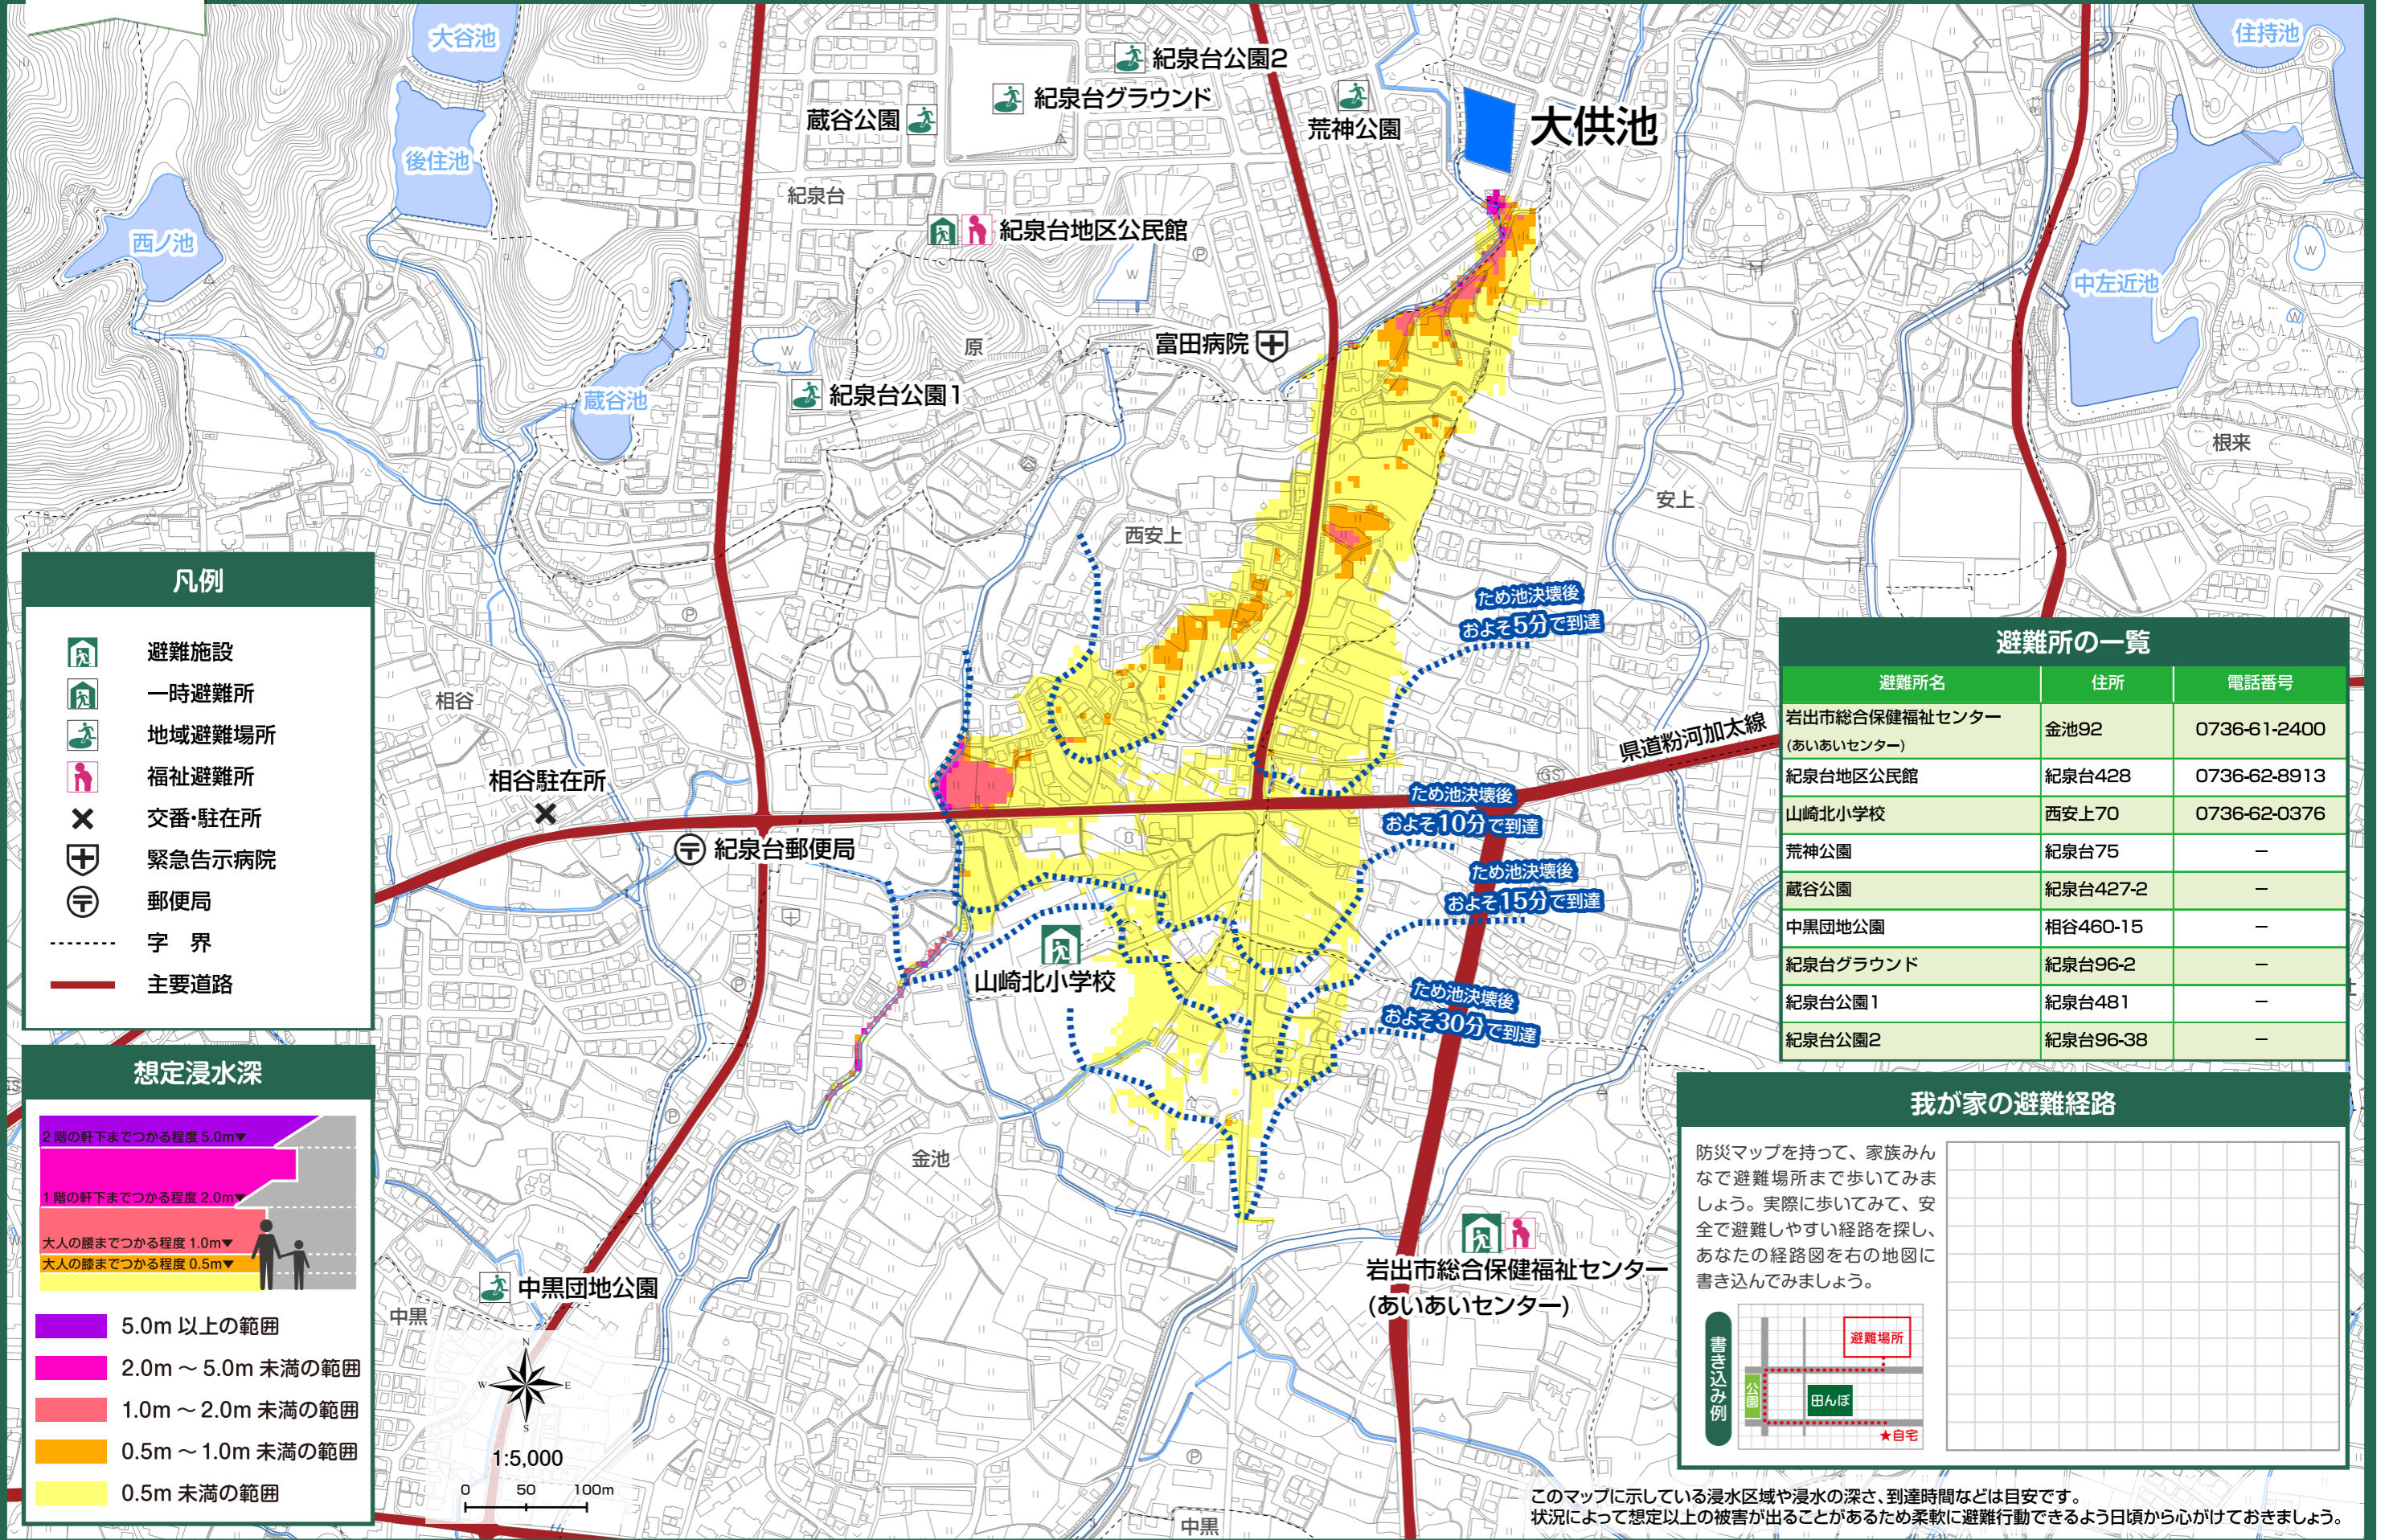 大谷池
後住池
西ノ池
蔵谷池
紀泉台公園2
紀泉台グラウンド
蔵谷公園
荒神公園
大供池
住持池
紀泉台
紀泉台地区公民館
中左近池
富田病院
原
紀泉台公園1
根来
安上
西安上
相谷
相谷駐在所
紀泉台郵便局
県道粉河加太線
山崎北小学校
金池
中黒団地公園
中黒
岩出市総合保健福祉センター
(あいあいセンター)
中黒
ため池決壊後
およそ5分で到達
ため池決壊後
およそ10分で到達
ため池決壊後
およそ15分で到達
ため池決壊後
およそ30分で到達
凡例
避難施設
一時避難所
地域避難場所
福祉避難所
交番・駐在所
緊急告示病院
郵便局
字 界
主要道路
想定浸水深
2階の軒下までつかる程度 5.0m▼
1階の軒下までつかる程度 2.0m▼
大人の腰までつかる程度 1.0m▼
大人の膝までつかる程度 0.5m▼
5.0m 以上の範囲
2.0m ～ 5.0m 未満の範囲
1.0m ～ 2.0m 未満の範囲
0.5m ～ 1.0m 未満の範囲
0.5m 未満の範囲
N
W E
S
1:5,000
0 50 100m
避難所の一覧
避難所名 住所 電話番号
岩出市総合保健福祉センター
(あいあいセンター) 金池92 0736-61-2400
紀泉台地区公民館 紀泉台428 0736-62-8913
山崎北小学校 西安上70 0736-62-0376
荒神公園 紀泉台75 －
蔵谷公園 紀泉台427-2 －
中黒団地公園 相谷460-15 －
紀泉台グラウンド 紀泉台96-2 －
紀泉台公園1 紀泉台481 －
紀泉台公園2 紀泉台96-38 －
我が家の避難経路
防災マップを持って、家族みん
なで避難場所まで歩いてみま
しょう。実際に歩いてみて、安
全で避難しやすい経路を探し、
あなたの経路図を右の地図に
書き込んでみましょう。
書き込み例
避難場所
公園
田んぼ
★自宅
このマップに示している浸水区域や浸水の深さ、到達時間などは目安です。
状況によって想定以上の被害が出ることがあるため柔軟に避難行動できるよう日頃から心がけておきましょう。